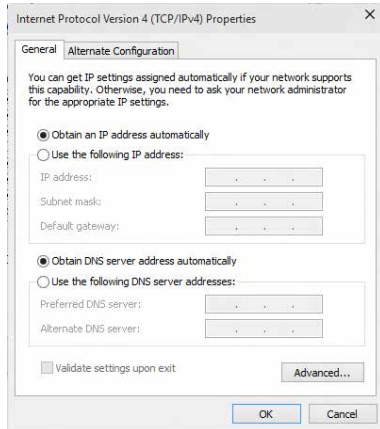 Internet Protocol Version 4 (TCP/IPv4) Properties
General
Alternate Configuration
You can get IP settings assigned automatically if your network supports
this capability. Otherwise, you need to ask your network administrator
for the appropriate IP settings.
Obtain an IP address automatically
Use the following IP address:
IP address:
Subnet mask:
Default gateway:
Obtain DNS server address automatically
Use the following DNS server addresses:
Preferred DNS server:
Alternate DNS server:
Validate settings upon exit
Advanced...
OK
Cancel